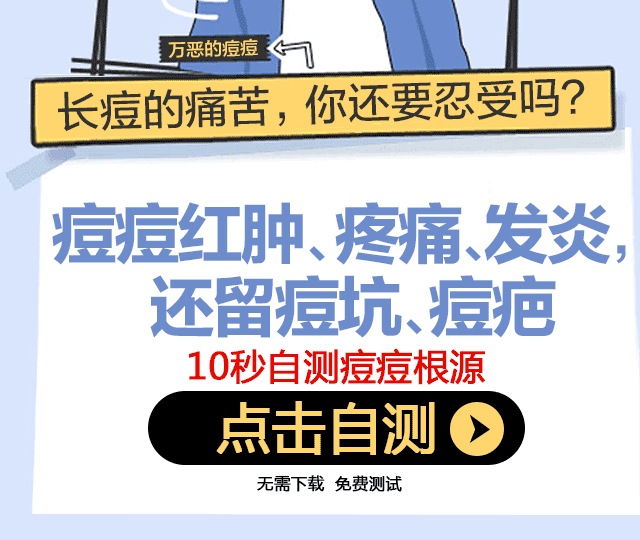 万恶的痘痘
长痘的痛苦，你还要忍受吗？
痘痘红肿、疼痛、发炎，
还留痘坑、痘疤
10秒自测痘痘根源
点击自测
无需下载 免费测试